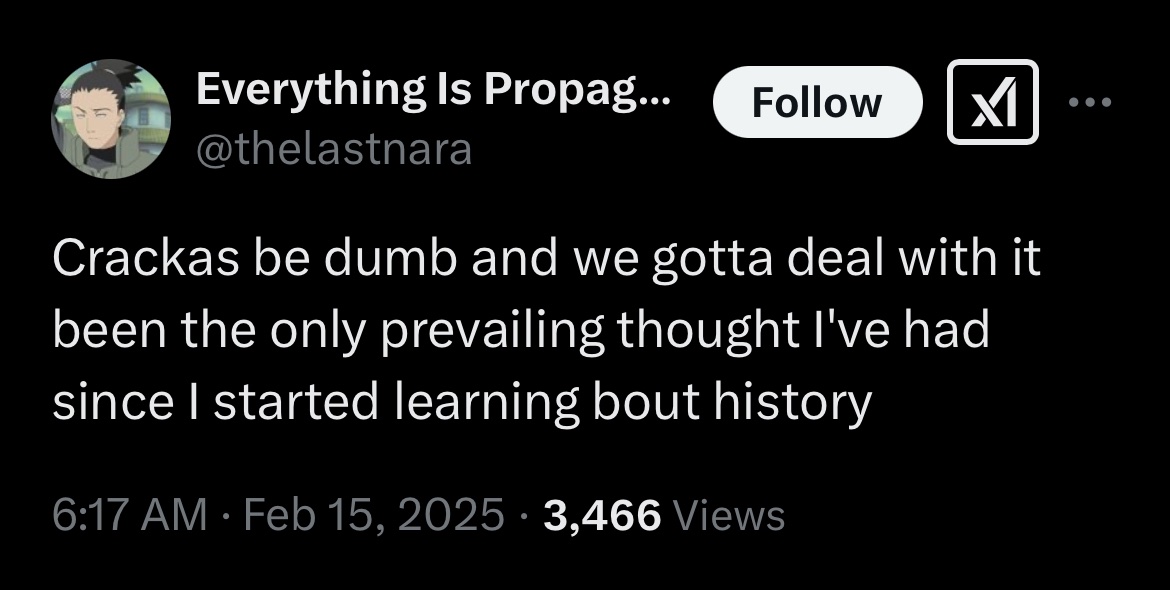 Everything Is Propag...
Follow
@thelastnara
Crackas be dumb and we gotta deal with it
been the only prevailing thought I've had
since I started learning bout history
6:17 AM · Feb 15, 2025 · 3,466 Views